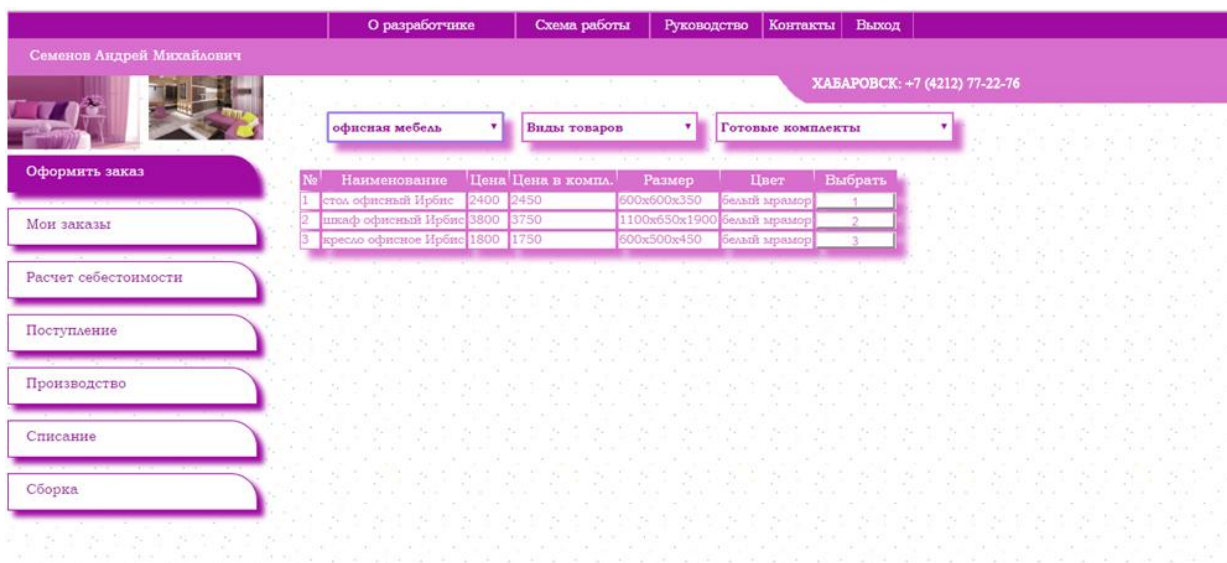 О разработчике Схема работы Руководство Контакты Выход
Семенов Андрей Михайлович
ХАБАРОВСК: +7 (4212) 77-22-76
офисная мебель Виды товаров Готовые комплекты
Оформить заказ
Мои заказы
Расчет себестоимости
Поступление
Производство
Списание
Сборка
№ Наименование Цена Цена в компл. Размер Цвет Выбрать
1 стол офисный Ирбис 2400 2450 600x600x350 белый мрамор 1
2 шкаф офисный Ирбис 3800 3750 1100x650x1900 белый мрамор 2
3 кресло офисное Ирбис 1800 1750 600x500x450 белый мрамор 3